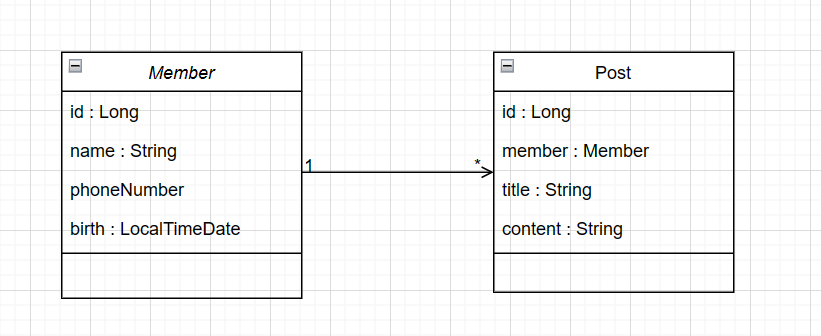 Member
id : Long
name : String
phoneNumber
birth : LocalTimeDate
1
*
Post
id : Long
member : Member
title : String
content : String